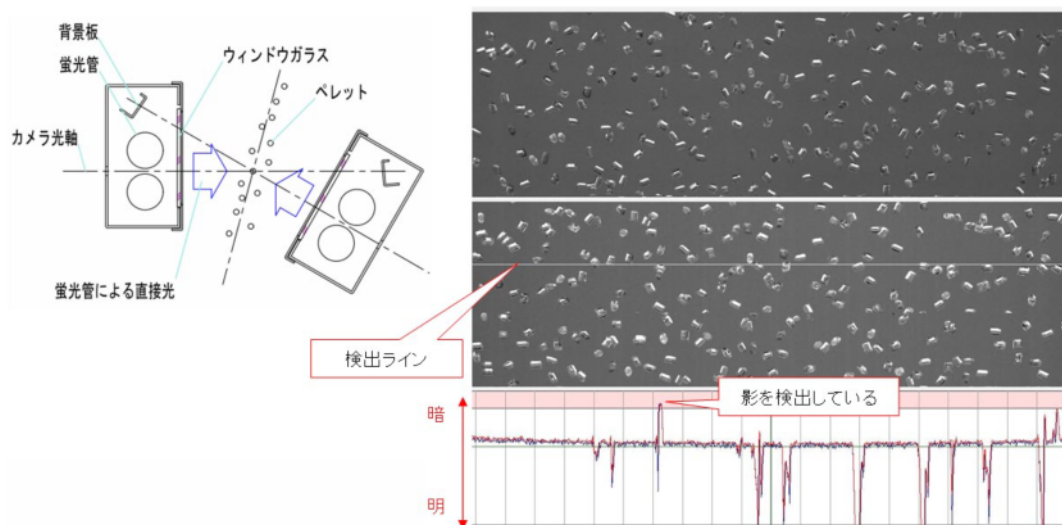 背景板
蛍光管
ウィンドウガラス
ペレット
カメラ光軸
蛍光管による直接光
検出ライン
影を検出している
暗
明